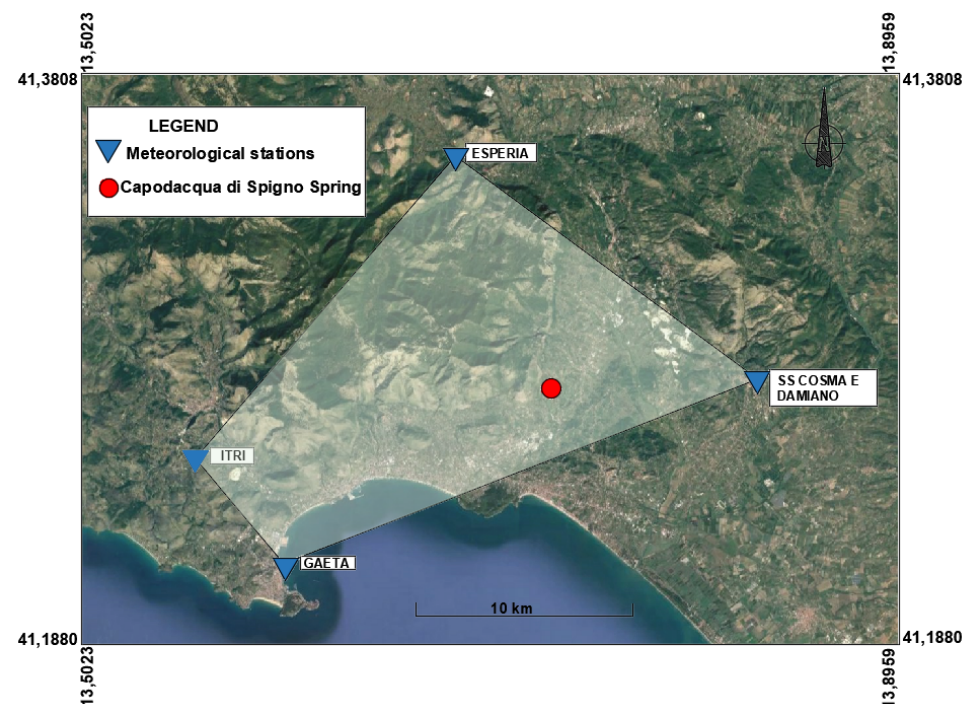 13,5023
13,8959
41,3808
41,3808
LEGEND
Meteorological stations
Capodacqua di Spigno Spring
N
ESPERIA
SS COSMA E
DAMIANO
ITRI
GAETA
10 km
41,1880
41,1880
13,5023
13,8959